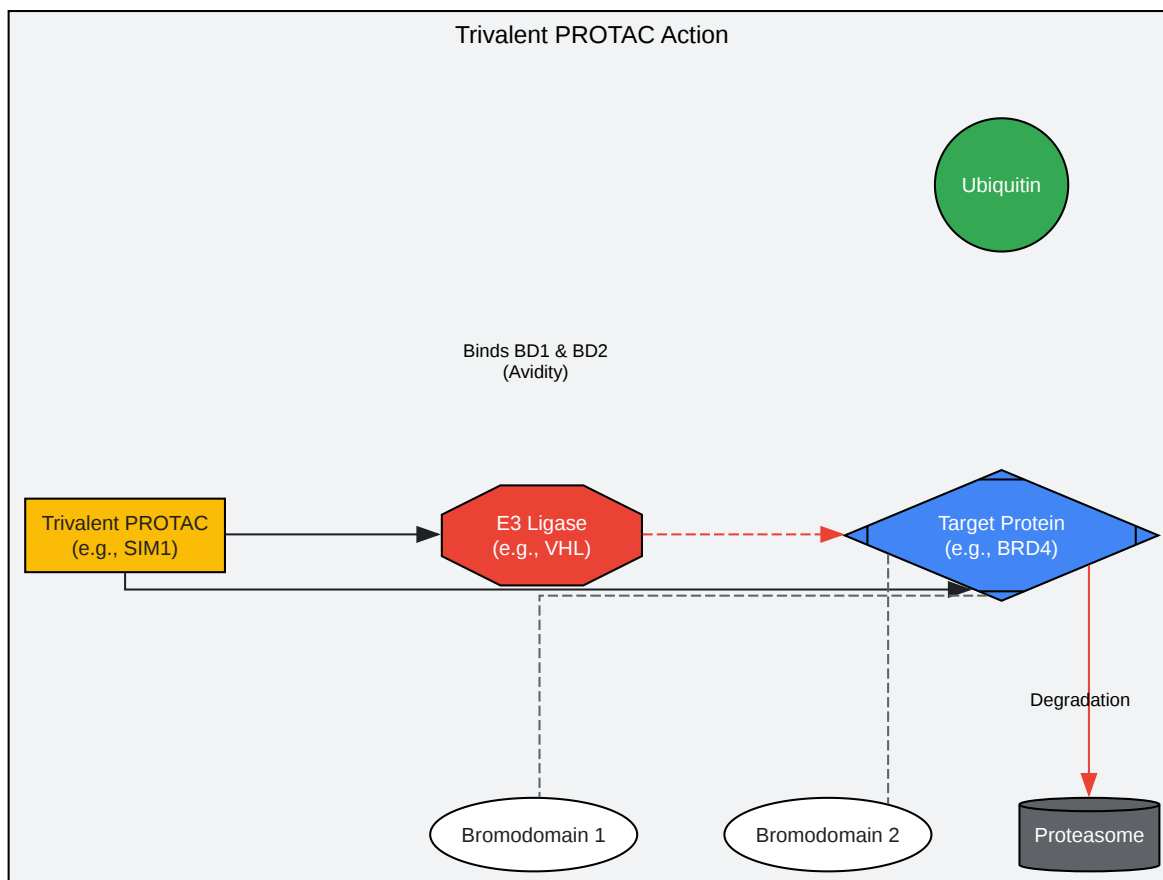 Trivalent PROTAC Action
Ubiquitin
Binds BD1 & BD2
(Avidity)
Trivalent PROTAC
(e.g., SIM1)
E3 Ligase
(e.g., VHL)
Target Protein
(e.g., BRD4)
Degradation
Bromodomain 1
Bromodomain 2
Proteasome